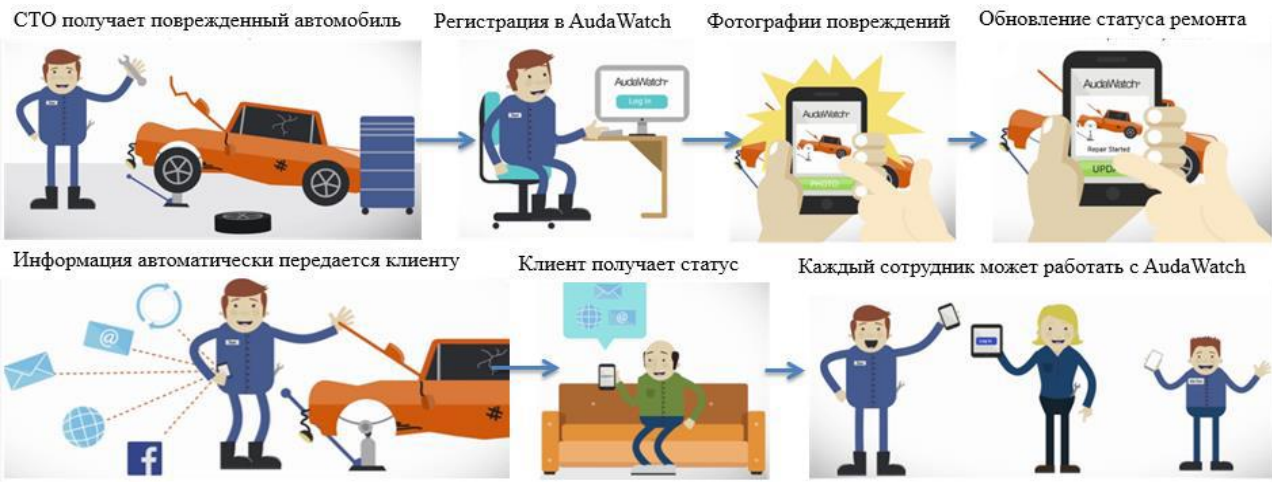 СТО получает поврежденный автомобиль
Регистрация в AudaWatch
Фотографии повреждений
Обновление статуса ремонта
AudaWatch
Log In
AudaWatch
PHOTO
AudaWatch
Repair Started
UPDA
Информация автоматически передается клиенту
Клиент получает статус
Каждый сотрудник может работать с AudaWatch
@
f
@
Log In